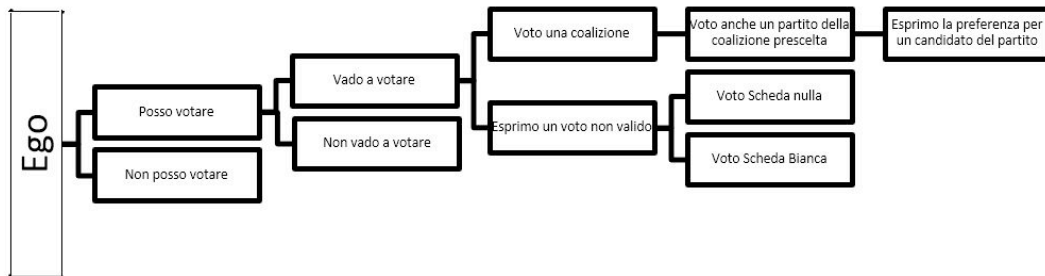 Ego
Posso votare
Non posso votare
Vado a votare
Non vado a votare
Voto una coalizione
Esprimo un voto non valido
Voto anche un partito della
coalizione prescelta
Voto Scheda nulla
Voto Scheda Bianca
Esprimo la preferenza per
un candidato del partito